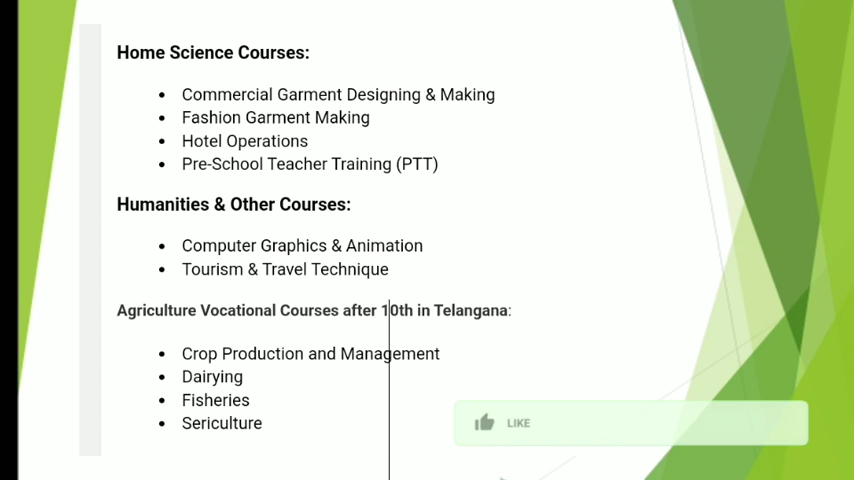 Home Science Courses:
• Commercial Garment Designing & Making
• Fashion Garment Making
• Hotel Operations
• Pre-School Teacher Training (PTT)
Humanities & Other Courses:
• Computer Graphics & Animation
• Tourism & Travel Technique
Agriculture Vocational Courses after 10th in Telangana:
• Crop Production and Management
• Dairying
• Fisheries
• Sericulture
LIKE